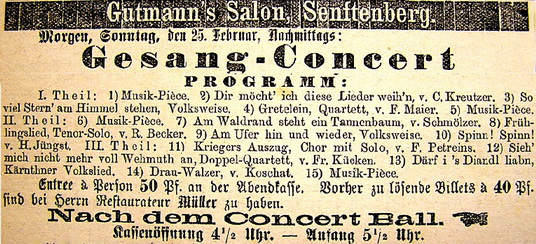 Gutmann's Salon, Senftenberg.
Morgen, Sonntag, den 25. Februar, Nachmittags:
Gesang-Concert
PROGRAMM:
I. Theil: 1) Musik-Pièce. 2) Dir möcht' ich diese Lieder weih'n, v. C. Kreutzer. 3) So
viel Stern' am Himmel stehen, Volksweise. 4) Gretelein, Quartett, v. F. Maier. 5) Musik-Pièce.
II. Theil: 6) Musik-Pièce. 7) Am Waldrand steht ein Tannenbaum, v. Schmölzer. 8) Früh-
lingslied, Tenor-Solo, v. R. Becker. 9) Am Ufer hin und wieder, Volksweise. 10) Spinn! Spinn!
v. H. Jüngst. III. Theil: 11) Kriegers Auszug, Chor mit Solo, v. F. Petreins. 12) Sieh'
mich nicht mehr voll Wehmuth an, Doppel-Quartett, v. Fr. Kücken. 13) Därf i 's Diandl liabn,
Kärnthner Volkslied. 14) Drau-Walzer, v. Koschat. 15) Musik-Pièce.
Entree à Person 50 Pf. an der Abendkasse. Vorher zu lösende Billets à 40 Pf.
sind bei Herrn Restaurateur Müller zu haben.
Nach dem Concert Ball.
Kassenöffnung 4 1/2 Uhr. — Anfang 5 1/2 Uhr.